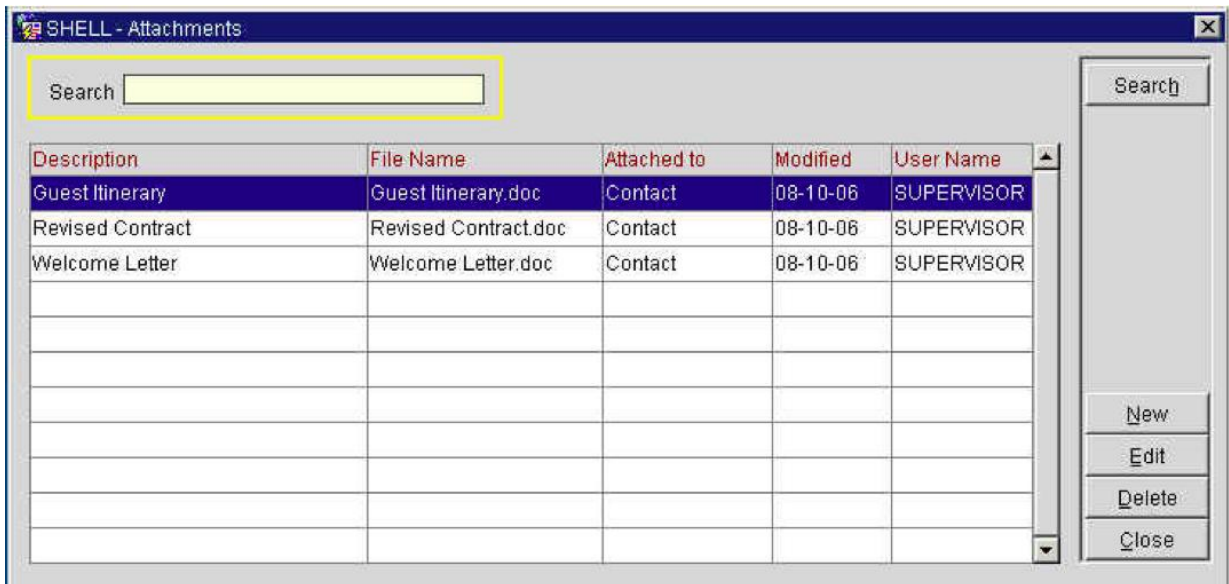 SHELL - Attachments
Search
Search
Description File Name Attached to Modified User Name
Guest Itinerary Guest Itinerary.doc Contact 08-10-06 SUPERVISOR
Revised Contract Revised Contract.doc Contact 08-10-06 SUPERVISOR
Welcome Letter Welcome Letter.doc Contact 08-10-06 SUPERVISOR
New
Edit
Delete
Close